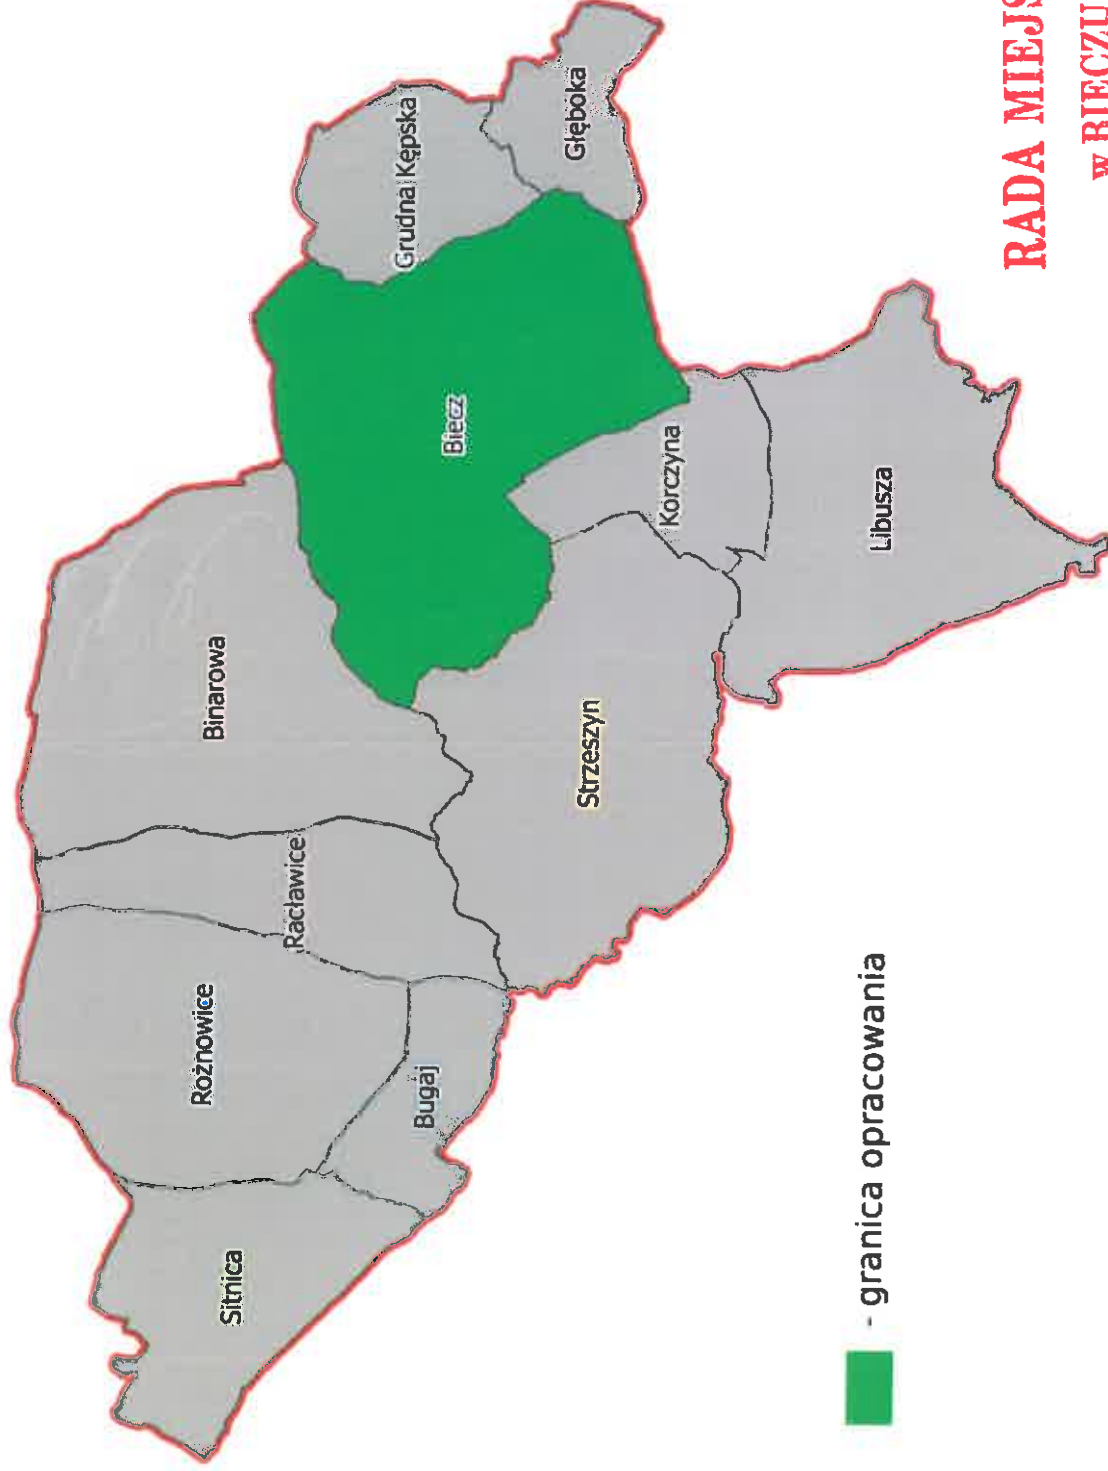 Sitnica
Rożnowice
Bugaj
Racławice
Binarowa
Strzeszyn
Biecz
Korczyna
Libusza
Grudna Kępska
Głęboka
- granica opracowania
RADA MIEJS
w BIECZU